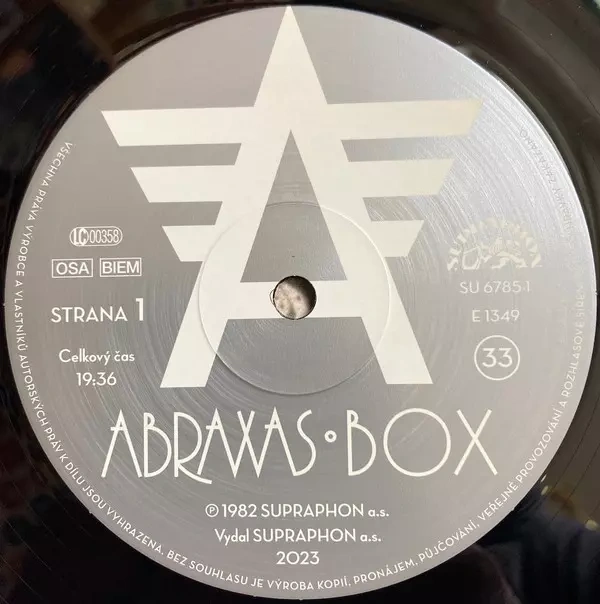 SUPRAPHON
LC 00358
OSA BIEM
SU 6785-1
STRANA 1
E 1349
Celkový čas
19:36
33
ABRAXAS BOX
℗ 1982 SUPRAPHON a.s.
Vydal SUPRAPHON a.s.
2023
VŠECHNA PRÁVA VÝROBCE A VLASTNÍKŮ AUTORSKÝCH PRÁV K DÍLU JSOU VYHRAZENA. BEZ SOUHLASU JE VÝROBA KOPIÍ, PRONÁJEM, PŮJČOVÁNÍ, VEŘEJNÉ PROVOZOVÁNÍ A ROZHLASOVÉ ŠÍŘENÍ